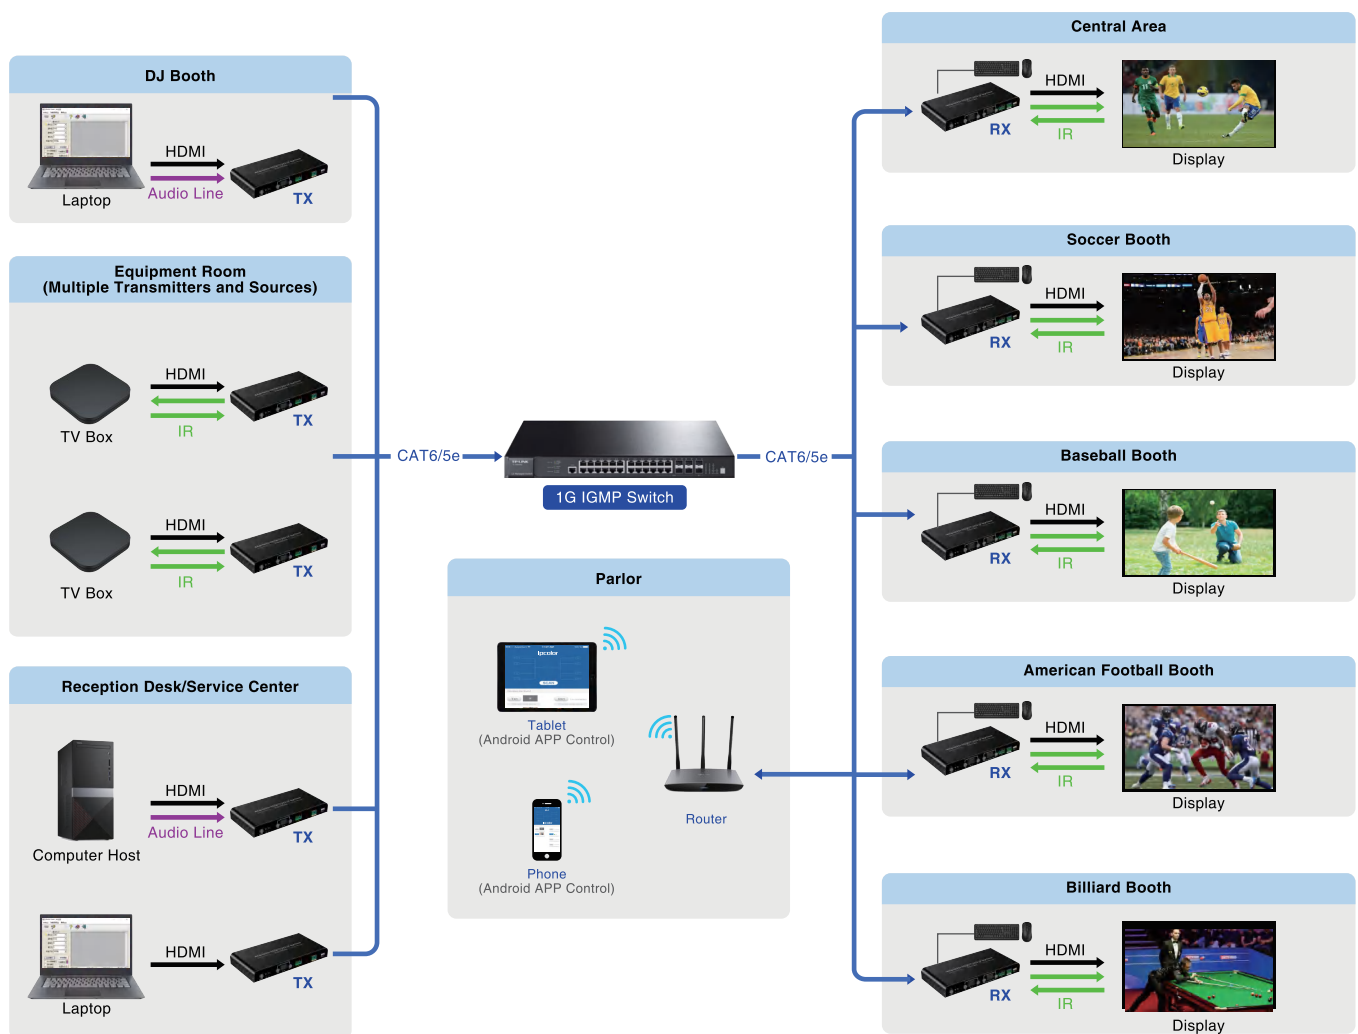 DJ Booth
HDMI
Audio Line
Laptop
TX
Equipment Room
(Multiple Transmitters and Sources)
HDMI
IR
TV Box
TX
HDMI
IR
TV Box
TX
Reception Desk/Service Center
HDMI
Audio Line
Computer Host
TX
HDMI
Laptop
TX
CAT6/5e
1G IGMP Switch
CAT6/5e
Parlor
Ipcolor
Tablet
(Android APP Control)
Phone
(Android APP Control)
Router
Central Area
HDMI
IR
RX
Display
Soccer Booth
HDMI
IR
RX
Display
Baseball Booth
HDMI
IR
RX
Display
American Football Booth
HDMI
IR
RX
Display
Billiard Booth
HDMI
IR
RX
Display